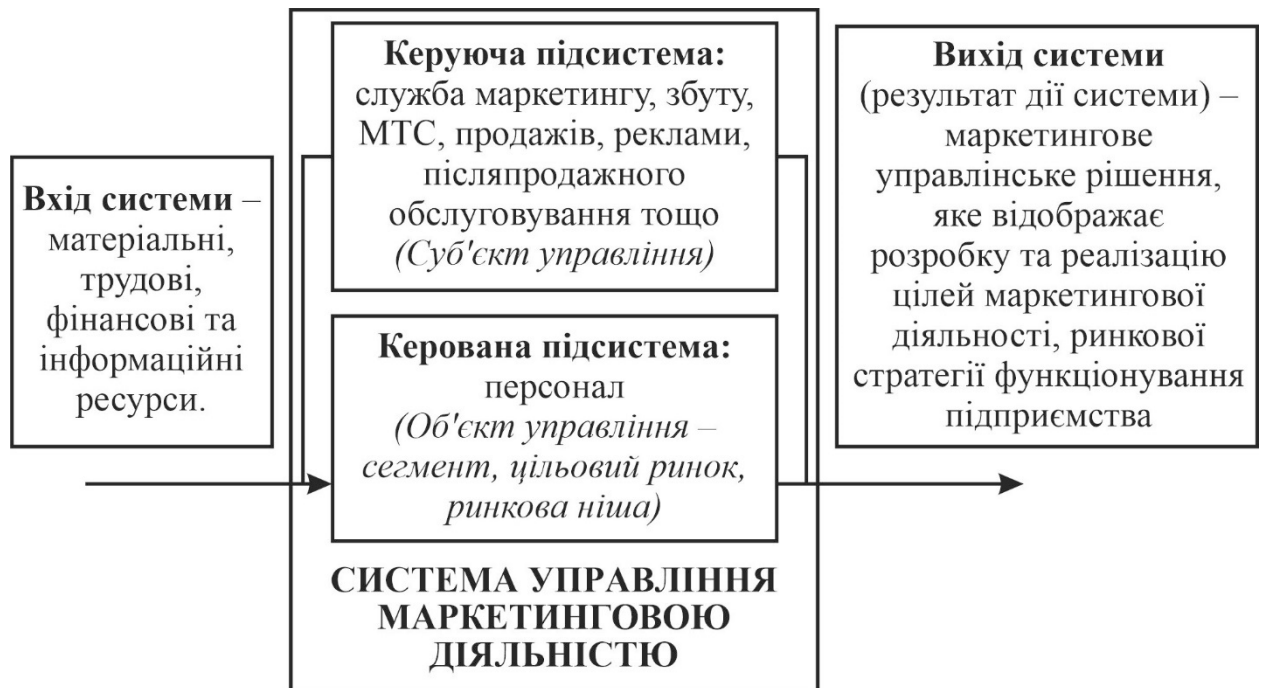 Вхід системи –
матеріальні,
трудові,
фінансові та
інформаційні
ресурси.
Керуюча підсистема:
служба маркетингу, збуту,
МТС, продажів, реклами,
післяпродажного
обслуговування тощо
(Суб'єкт управління)
Керована підсистема:
персонал
(Об'єкт управління –
сегмент, цільовий ринок,
ринкова ніша)
СИСТЕМА УПРАВЛІННЯ
МАРКЕТИНГОВОЮ
ДІЯЛЬНІСТЮ
Вихід системи
(результат дії системи) –
маркетингове
управлінське рішення,
яке відображає
розробку та реалізацію
цілей маркетингової
діяльності, ринкової
стратегії функціонування
підприємства